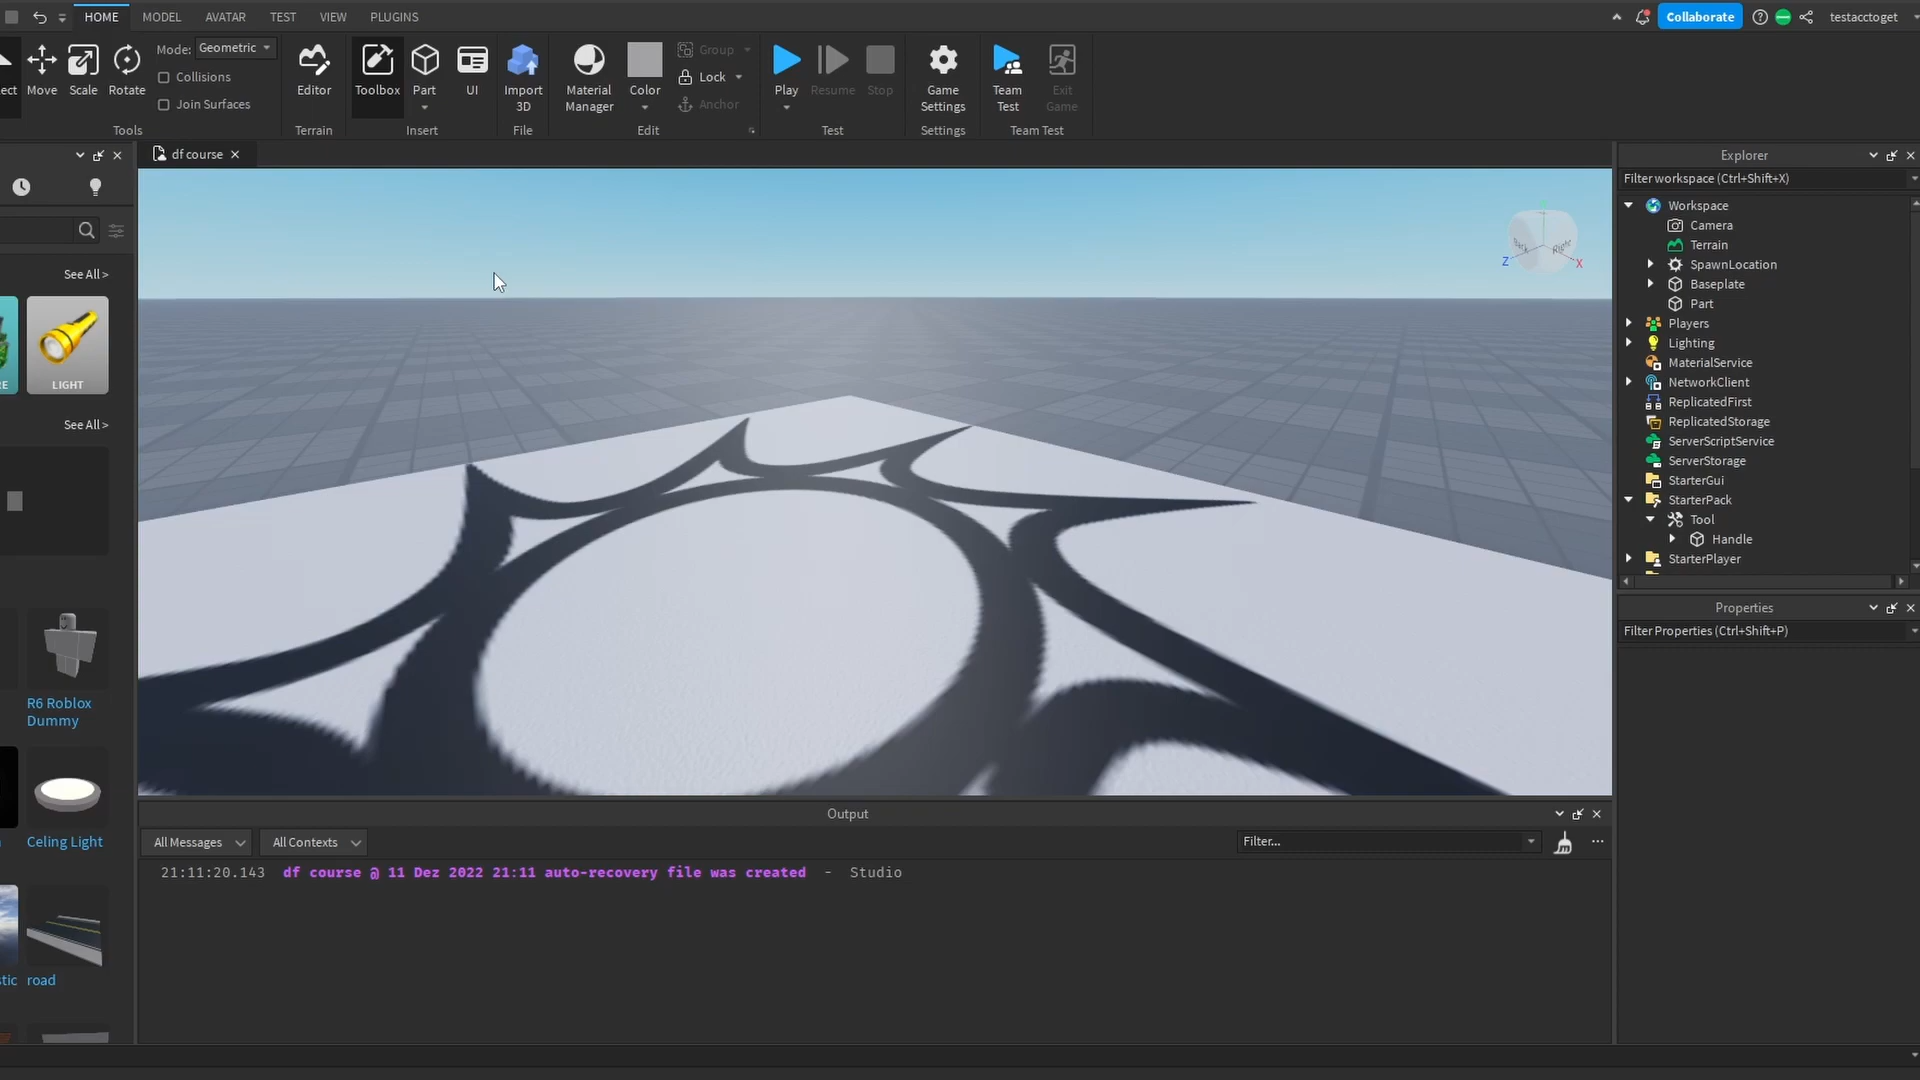 HOME MODEL AVATAR TEST VIEW PLUGINS
Collaborate
testacctoget
Mode: Geometric
Collisions
Join Surfaces
ect Move Scale Rotate
Tools
Editor
Terrain
Toolbox Part UI
Insert
Import
3D
File
Material
Manager
Color
Group
Lock
Anchor
Edit
Play Resume Stop
Test
Game
Settings
Settings
Team
Test
Exit
Game
Team Test
df course
See All >
RE
LIGHT
See All >
R6 Roblox
Dummy
Celing Light
stic
road
Back
Right
Z
X
Output
All Messages
All Contexts
Filter...
21:11:20.143 df course @ 11 Dez 2022 21:11 auto-recovery file was created - Studio
Explorer
Filter workspace (Ctrl+Shift+X)
Workspace
Camera
Terrain
SpawnLocation
Baseplate
Part
Players
Lighting
MaterialService
NetworkClient
ReplicatedFirst
ReplicatedStorage
ServerScriptService
ServerStorage
StarterGui
StarterPack
Tool
Handle
StarterPlayer
Properties
Filter Properties (Ctrl+Shift+P)